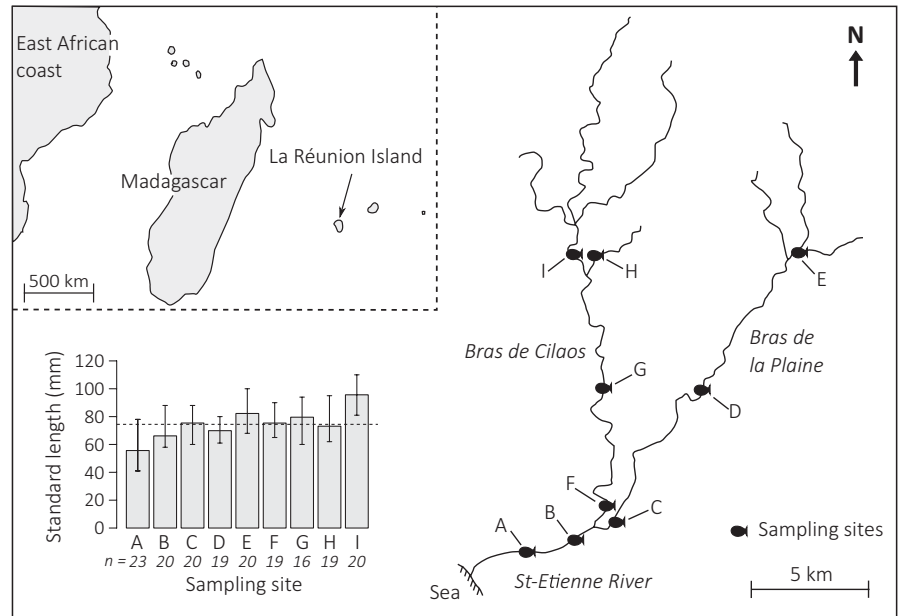 East African
coast
Madagascar
La Réunion Island
500 km
N
I
H
E
Bras de Cilaos
Bras de
la Plaine
G
D
F
C
B
A
Sampling sites
Sea
St-Etienne River
5 km
Standard length (mm)
120
100
80
60
40
20
0
A B C D E F G H I
n = 23 20 20 19 20 19 16 19 20
Sampling site